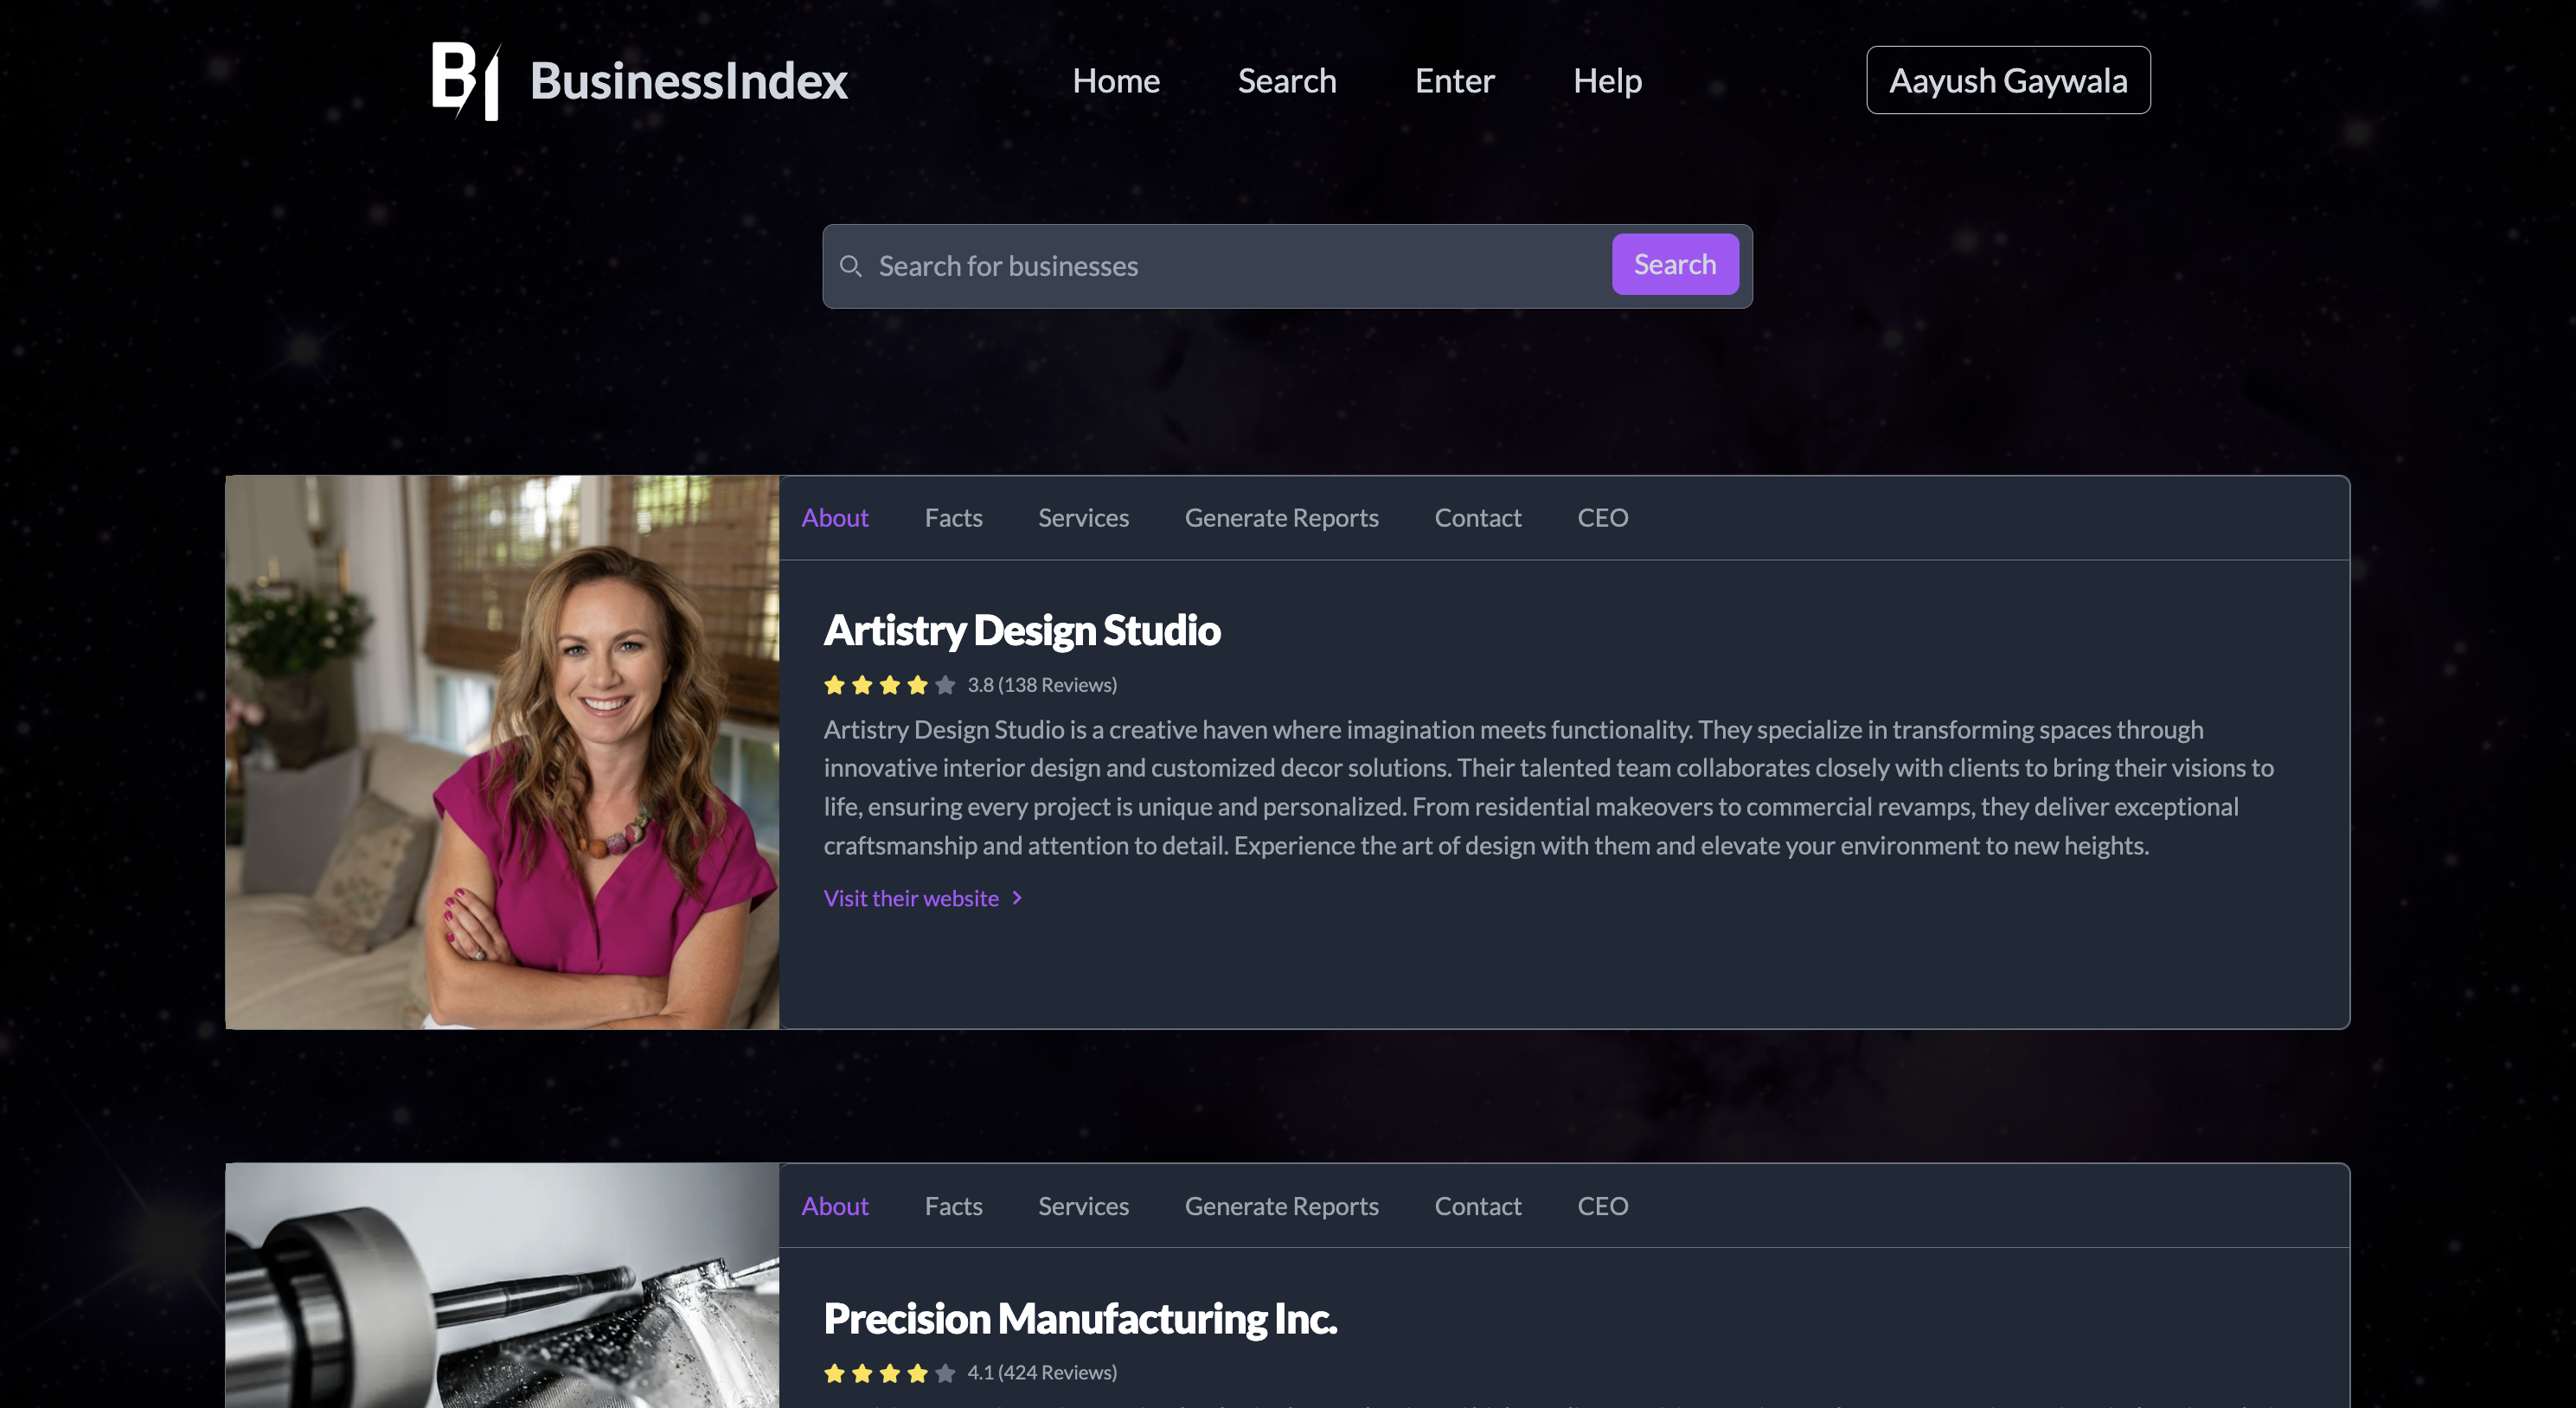 BI BusinessIndex
Home Search Enter Help
Aayush Gaywala
Search for businesses
Search
About Facts Services Generate Reports Contact CEO
Artistry Design Studio
3.8 (138 Reviews)
Artistry Design Studio is a creative haven where imagination meets functionality. They specialize in transforming spaces through
innovative interior design and customized decor solutions. Their talented team collaborates closely with clients to bring their visions to
life, ensuring every project is unique and personalized. From residential makeovers to commercial revamps, they deliver exceptional
craftsmanship and attention to detail. Experience the art of design with them and elevate your environment to new heights.
Visit their website
About Facts Services Generate Reports Contact CEO
Precision Manufacturing Inc.
4.1 (424 Reviews)